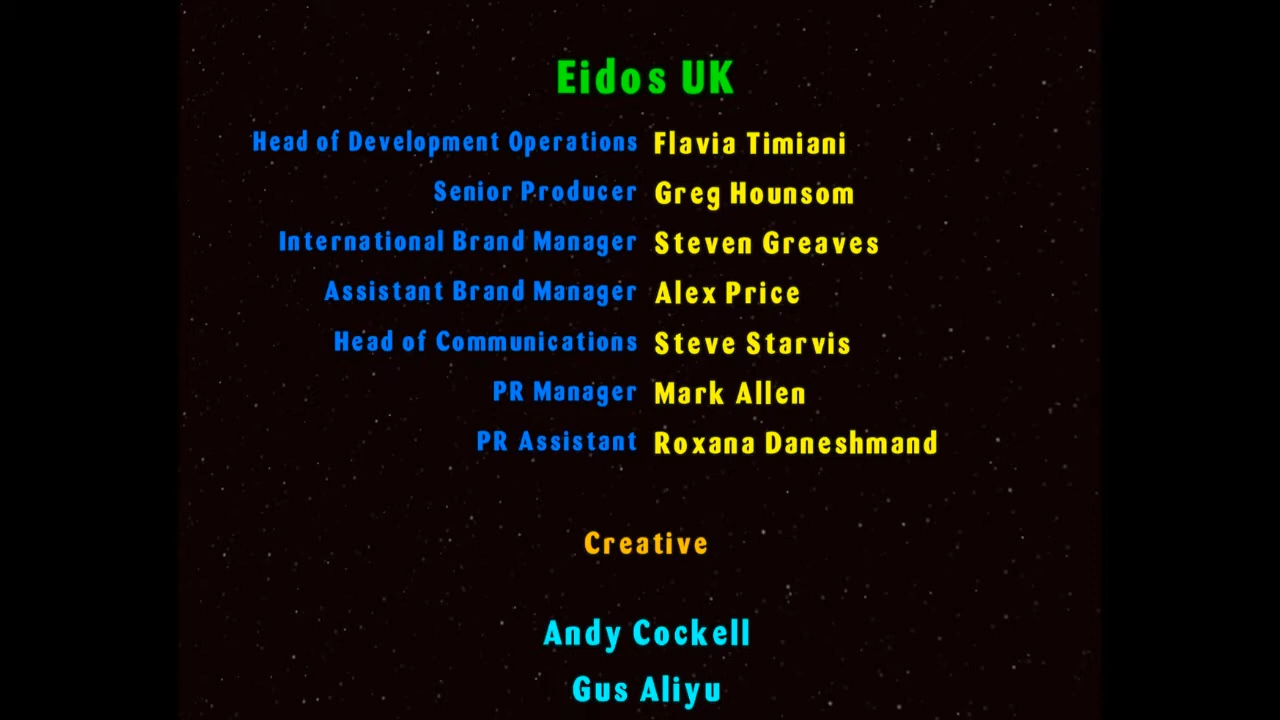 Eidos UK
Head of Development Operations Flavia Timiani
Senior Producer Greg Hounsom
International Brand Manager Steven Greaves
Assistant Brand Manager Alex Price
Head of Communications Steve Starvis
PR Manager Mark Allen
PR Assistant Roxana Daneshmand
Creative
Andy Cockell
Gus Aliyu